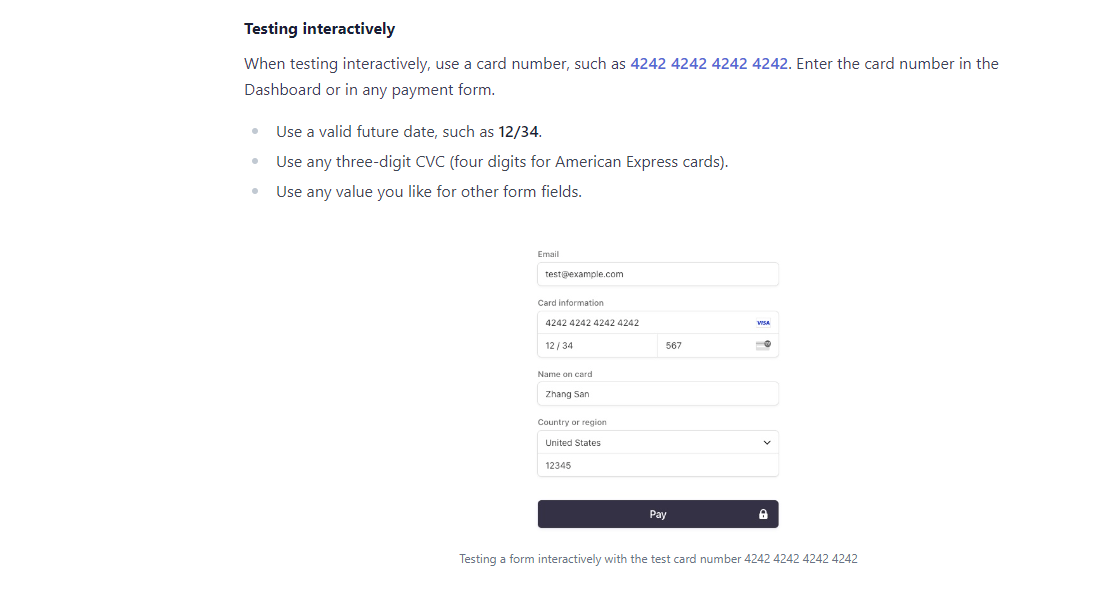 Testing interactively
When testing interactively, use a card number, such as 4242 4242 4242 4242. Enter the card number in the
Dashboard or in any payment form.
Use a valid future date, such as 12/34.
Use any three-digit CVC (four digits for American Express cards).
Use any value you like for other form fields.
Email
test@example.com
Card information
4242 4242 4242 4242 VISA
12 / 34 567
Name on card
Zhang San
Country or region
United States
12345
Pay
Testing a form interactively with the test card number 4242 4242 4242 4242